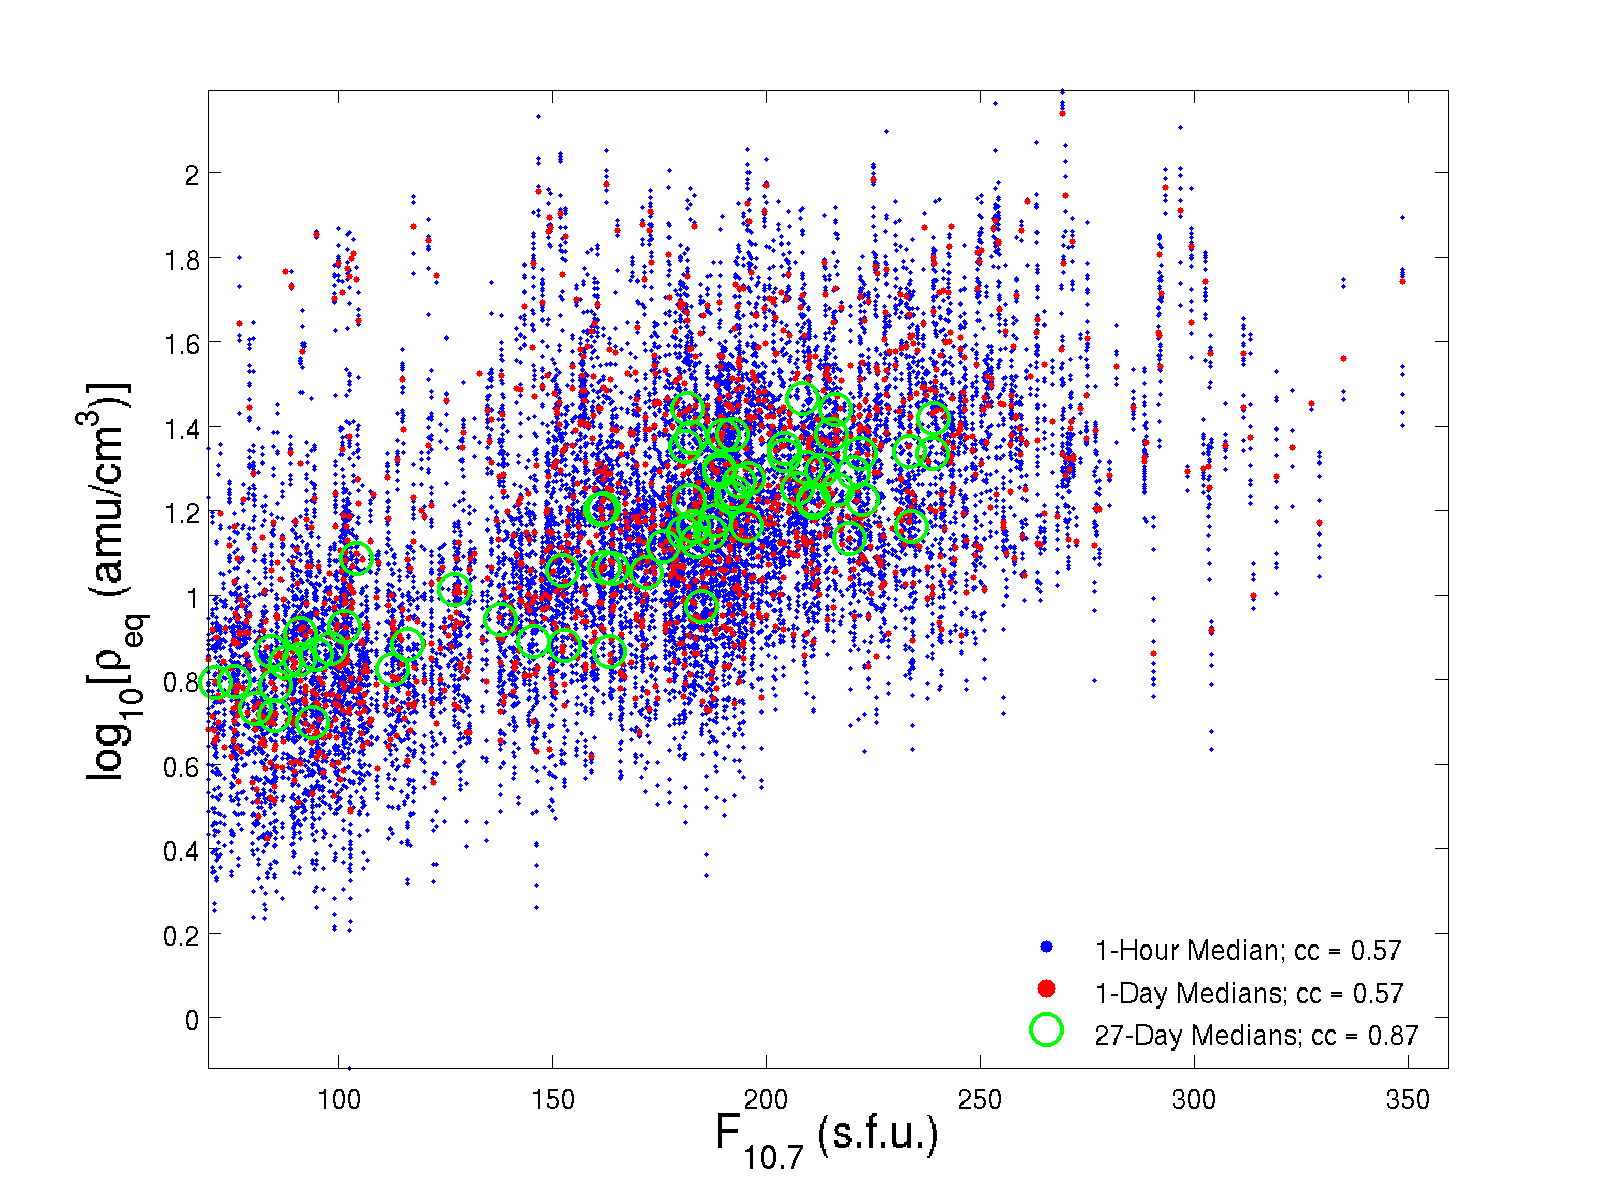 2
1.8
1.6
1.4
1.2
1
0.8
0.6
0.4
0.2
0
log10[ρeq (amu/cm3)]
1-Hour Median; cc = 0.57
1-Day Medians; cc = 0.57
27-Day Medians; cc = 0.87
100 150 200 250 300 350
F10.7 (s.f.u.)